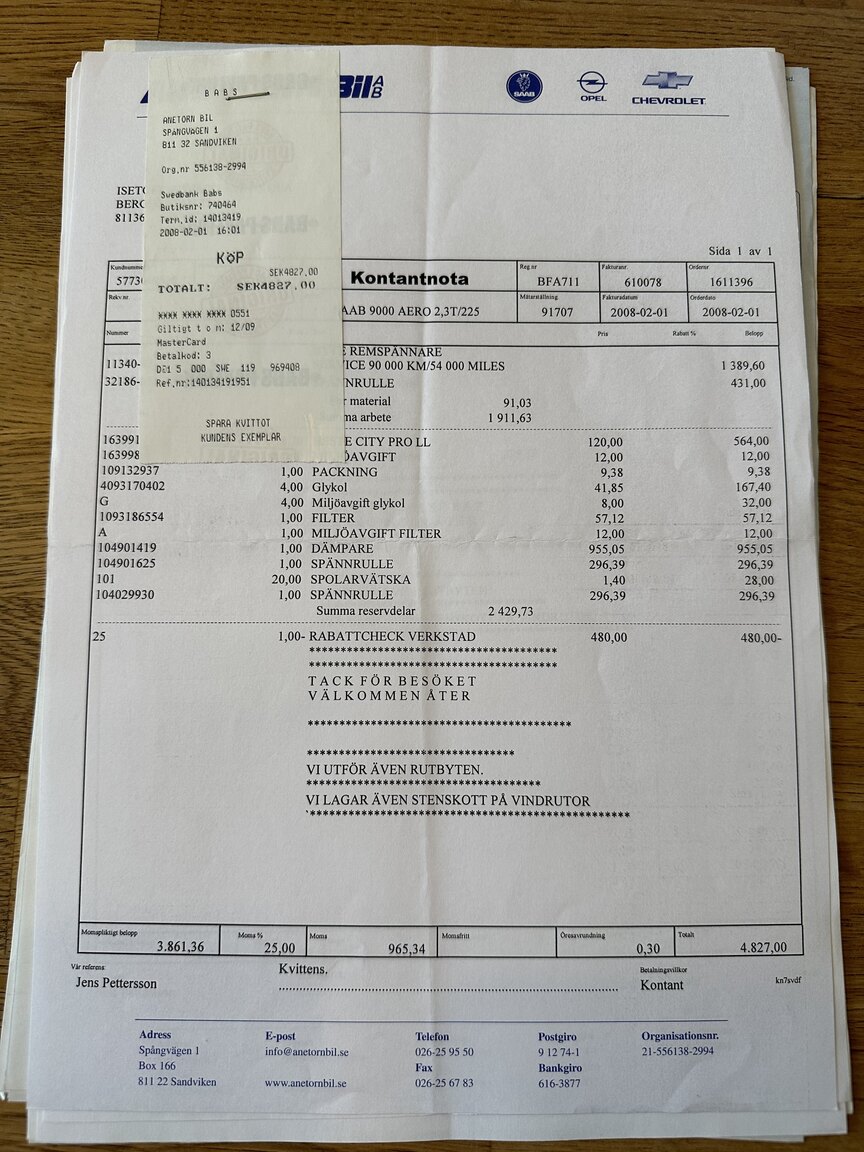 BABS
ANETORN BIL
SPÅNGVÄGEN 1
811 32 SANDVIKEN
Org.nr 556138-2994
Swedbank Babs
Butiksnr: 740464
Term.id: 14013419
2008-02-01 16:01
KÖP
SEK4827.00
TOTALT: SEK4827.00
XXXX XXXX XXXX 0551
Giltigt t o m: 12/09
MasterCard
Betalkod: 3
000 SWE 119 969408
Ref.nr:140134191951
SPARA KVITTOT
KUNDENS EXEMPLAR
Bil AB
SAAB
OPEL
CHEVROLET
Sida 1 av 1
Kontantnota
Reg.nr
BFA711
Fakturanr.
610078
Ordernr
1611396
Rekv.nr.
AAB 9000 AERO 2,3T/225
Mätarställning
91707
Fakturadatum
2008-02-01
Orderdato
2008-02-01
Nummer Pris Rabatt % Belopp
E REMSPÄNNARE
11340- VICE 90 000 KM/54 000 MILES 1 389,60
32186- NRULLE 431,00
r material 91,03
ma arbete 1 911,63
163991 E CITY PRO LL 120,00 564,00
163998 ÖAVGIFT 12,00 12,00
109132937 1,00 PACKNING 9,38 9,38
4093170402 4,00 Glykol 41,85 167,40
G 4,00 Miljöavgift glykol 8,00 32,00
1093186554 1,00 FILTER 57,12 57,12
A 1,00 MILJÖAVGIFT FILTER 12,00 12,00
104901419 1,00 DÄMPARE 955,05 955,05
104901625 1,00 SPÄNNRULLE 296,39 296,39
101 20,00 SPOLARVÄTSKA 1,40 28,00
104029930 1,00 SPÄNNRULLE 296,39 296,39
Summa reservdelar 2 429,73
25 1,00- RABATTCHECK VERKSTAD 480,00 480,00-
TACK FÖR BESÖKET
VÄLKOMMEN ÅTER
VI UTFÖR ÄVEN RUTBYTEN.
VI LAGAR ÄVEN STENSKOTT PÅ VINDRUTOR
Momspliktigt belopp Moms % Moms Momsfritt Öresavrundning Totalt
3.861,36 25,00 965,34 0,30 4.827,00
Vår referens: Kvittens. Betalningsvillkor
Jens Pettersson Kontant kn7svdf
Adress E-post Telefon Postgiro Organisationsnr.
Spångvägen 1 info@anetornbil.se 026-25 95 50 9 12 74-1 21-556138-2994
Box 166 Fax Bankgiro
811 22 Sandviken www.anetornbil.se 026-25 67 83 616-3877